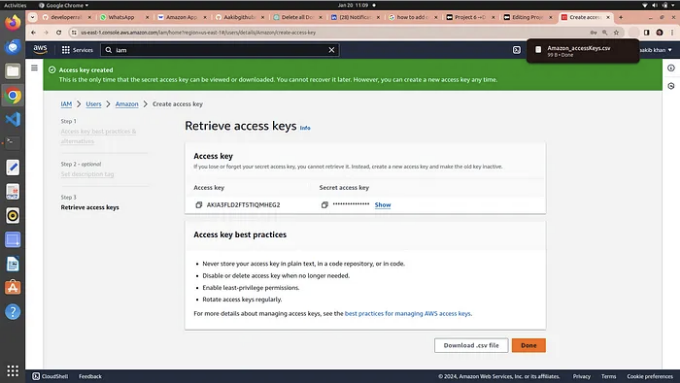 Activities
Google Chrome
Jan 20 11:09
developerral
WhatsApp
Amazon App
Aakibgithub
Delete all Do
(28) Notificat
how to add
Project 6 -
Editing Proje
Create acces
us-east-1.console.aws.amazon.com/iam/home?region=us-east-1#/users/details/Amazon/create-access-key
aws
Services
iam
Amazon_accessKeys.csv
99 B • Done
aakib khan
Access key created
This is the only time that the secret access key can be viewed or downloaded. You cannot recover it later. However, you can create a new access key any time.
IAM > Users > Amazon > Create access key
Step 1
Access key best practices &
alternatives
Step 2 - optional
Set description tag
Step 3
Retrieve access keys
Retrieve access keys Info
Access key
If you lose or forget your secret access key, you cannot retrieve it. Instead, create a new access key and make the old key inactive.
Access key
Secret access key
AKIA3FLD2FTSTIQMHEG2
*************** Show
Access key best practices
• Never store your access key in plain text, in a code repository, or in code.
• Disable or delete access key when no longer needed.
• Enable least-privilege permissions.
• Rotate access keys regularly.
For more details about managing access keys, see the best practices for managing AWS access keys.
Download .csv file
Done
CloudShell
Feedback
© 2024, Amazon Web Services, Inc. or its affiliates.
Privacy
Terms
Cookie preferences